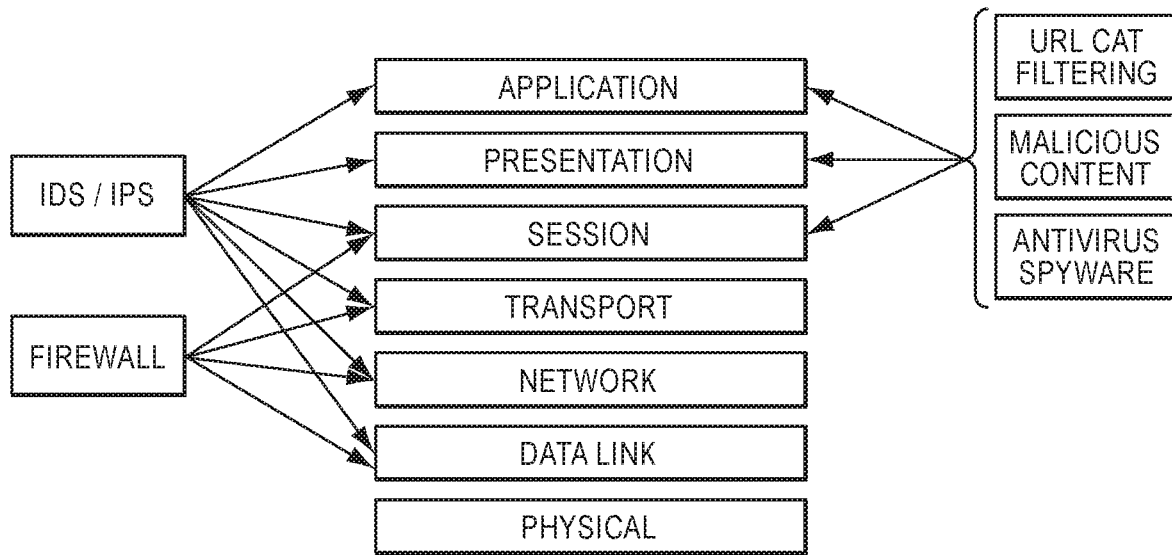 IDS / IPS
FIREWALL
APPLICATION
PRESENTATION
SESSION
TRANSPORT
NETWORK
DATA LINK
PHYSICAL
URL CAT
FILTERING
MALICIOUS
CONTENT
ANTIVIRUS
SPYWARE